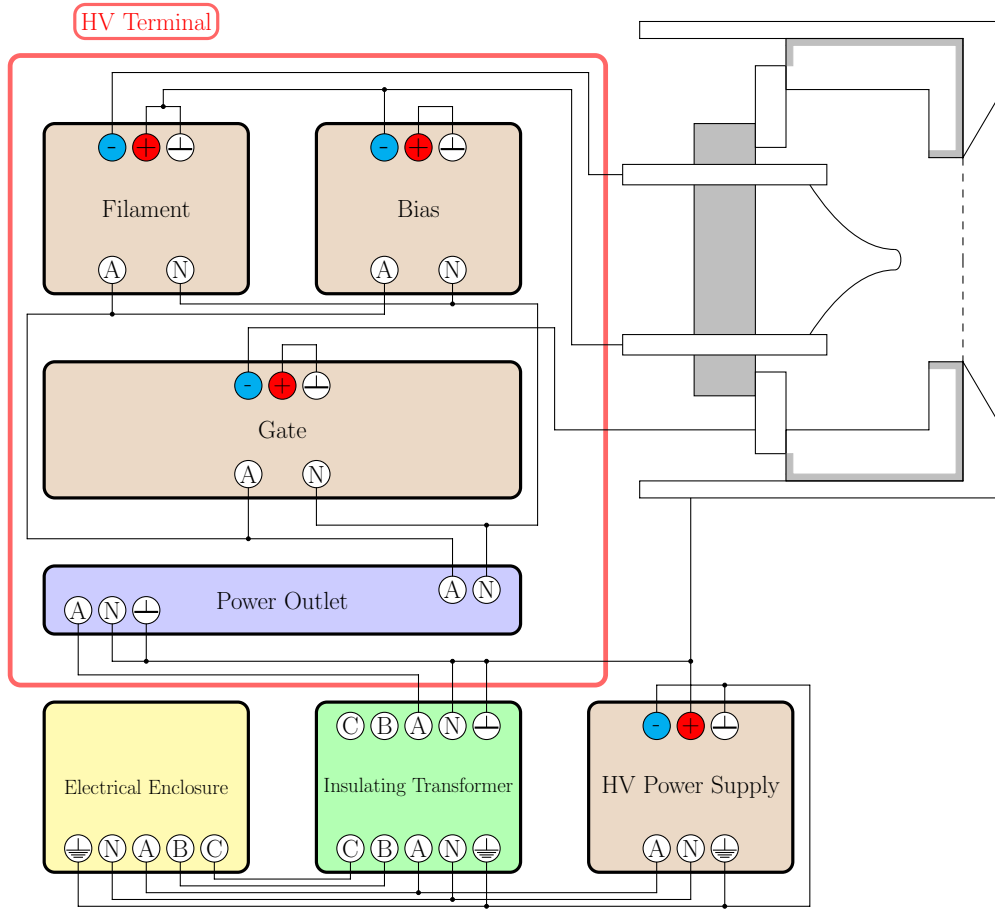 HV Terminal
- + ⊥
- + ⊥
Filament
Bias
A N
A N
- + ⊥
Gate
A N
A N
Power Outlet
A N ⊥
C B A N ⊥
- + ⊥
Electrical Enclosure
Insulating Transformer
HV Power Supply
⏚ N A B C
C B A N ⏚
A N ⏚